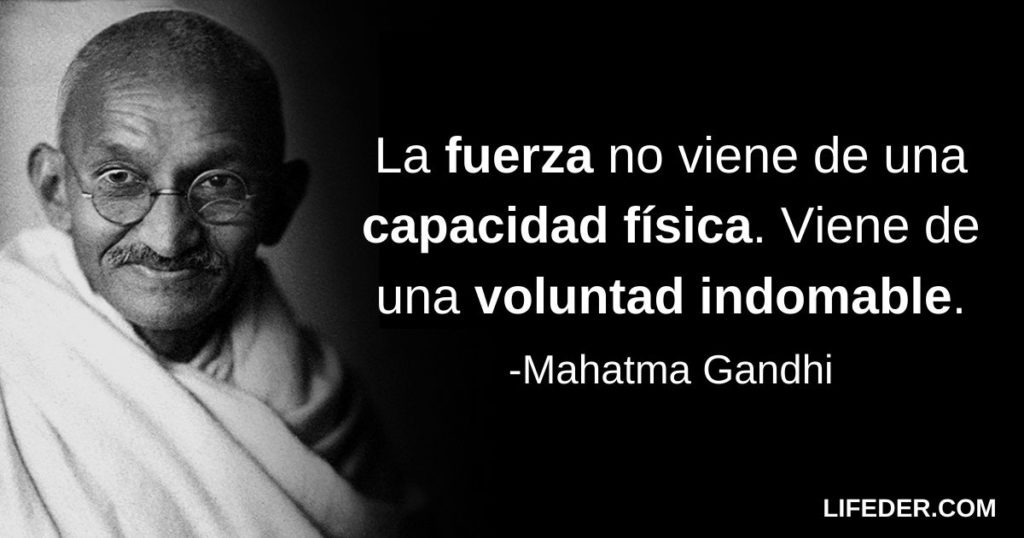 La fuerza no viene de una
capacidad física. Viene de
una voluntad indomable.
-Mahatma Gandhi
LIFEDER.COM